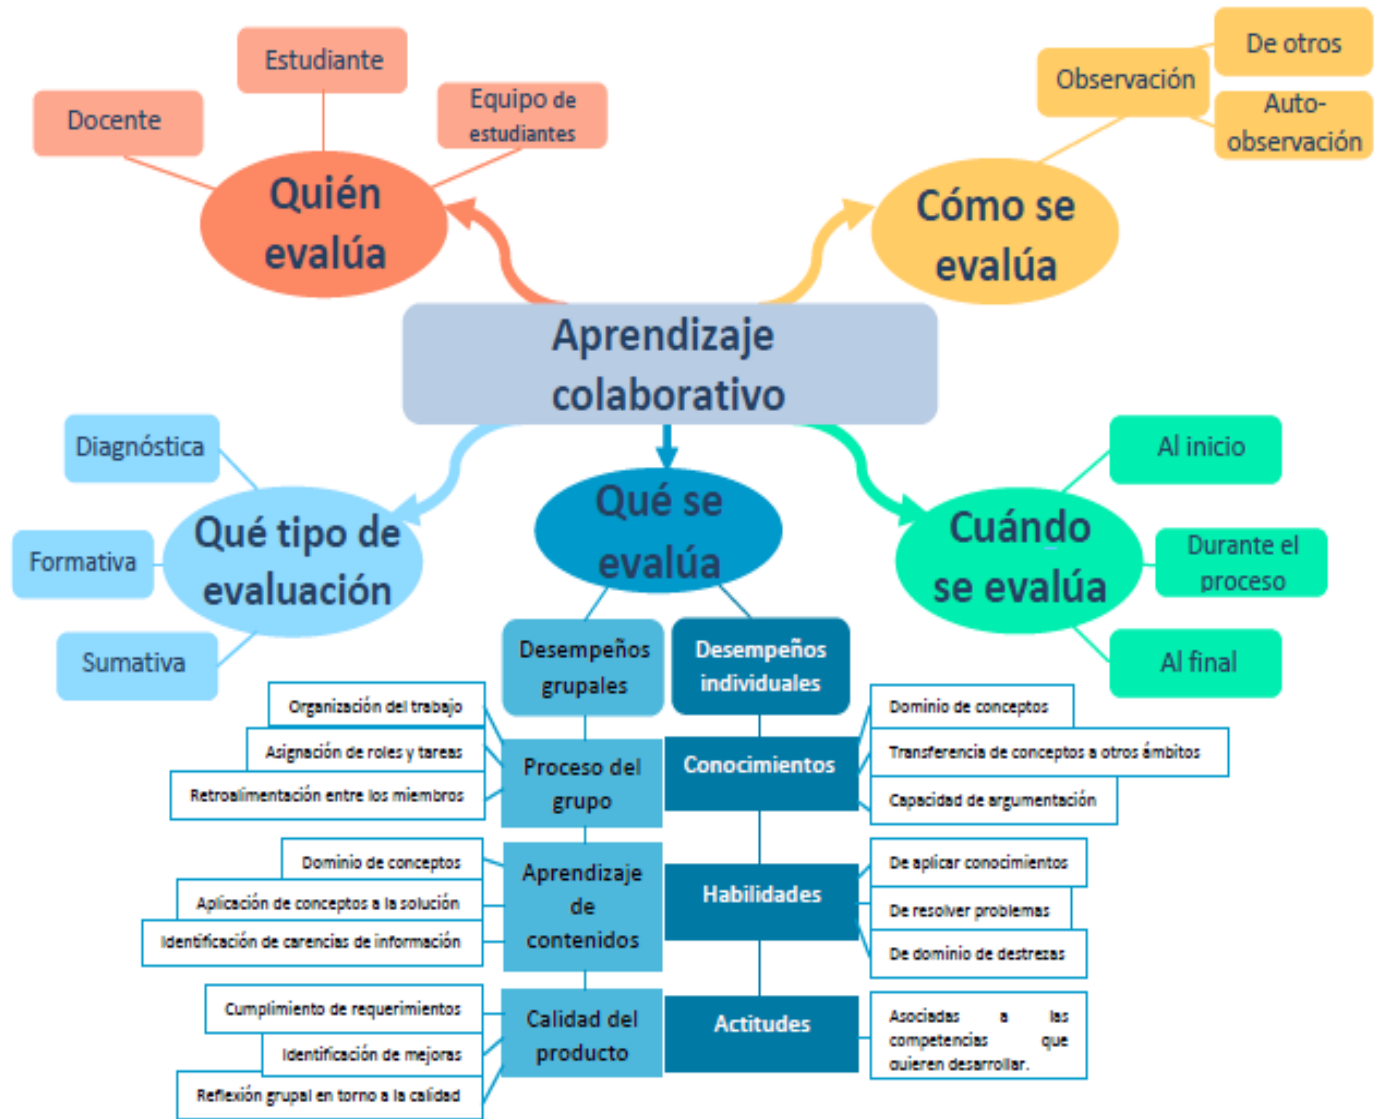 Estudiante
Docente
Equipo de
estudiantes
Quién
evalúa
De otros
Observación
Auto-
observación
Cómo se
evalúa
Aprendizaje
colaborativo
Diagnóstica
Formativa
Sumativa
Qué tipo de
evaluación
Qué se
evalúa
Cuándo
se evalúa
Al inicio
Durante el
proceso
Al final
Desempeños
grupales
Organización del trabajo
Asignación de roles y tareas
Retroalimentación entre los miembros
Proceso del
grupo
Dominio de conceptos
Aplicación de conceptos a la solución
Identificación de carencias de información
Aprendizaje
de
contenidos
Cumplimiento de requerimientos
Identificación de mejoras
Reflexión grupal en torno a la calidad
Calidad del
producto
Desempeños
individuales
Conocimientos
Dominio de conceptos
Transferencia de conceptos a otros ámbitos
Capacidad de argumentación
Habilidades
De aplicar conocimientos
De resolver problemas
De dominio de destrezas
Actitudes
Asociadas a las
competencias que
quieren desarrollar.